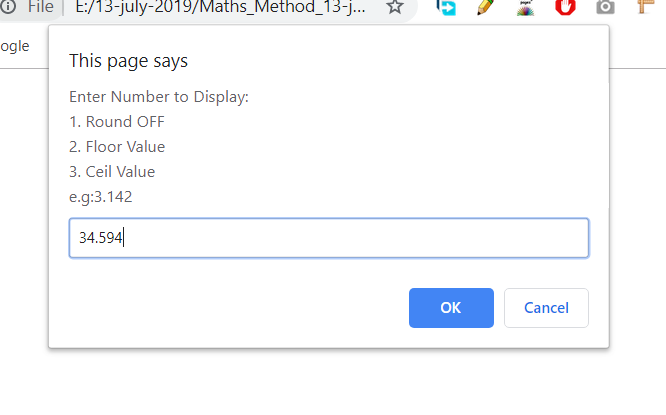 File E:/13-july-2019/Maths_Method_13-j...
ogle
This page says
Enter Number to Display:
1. Round OFF
2. Floor Value
3. Ceil Value
e.g:3.142
34.594
OK Cancel